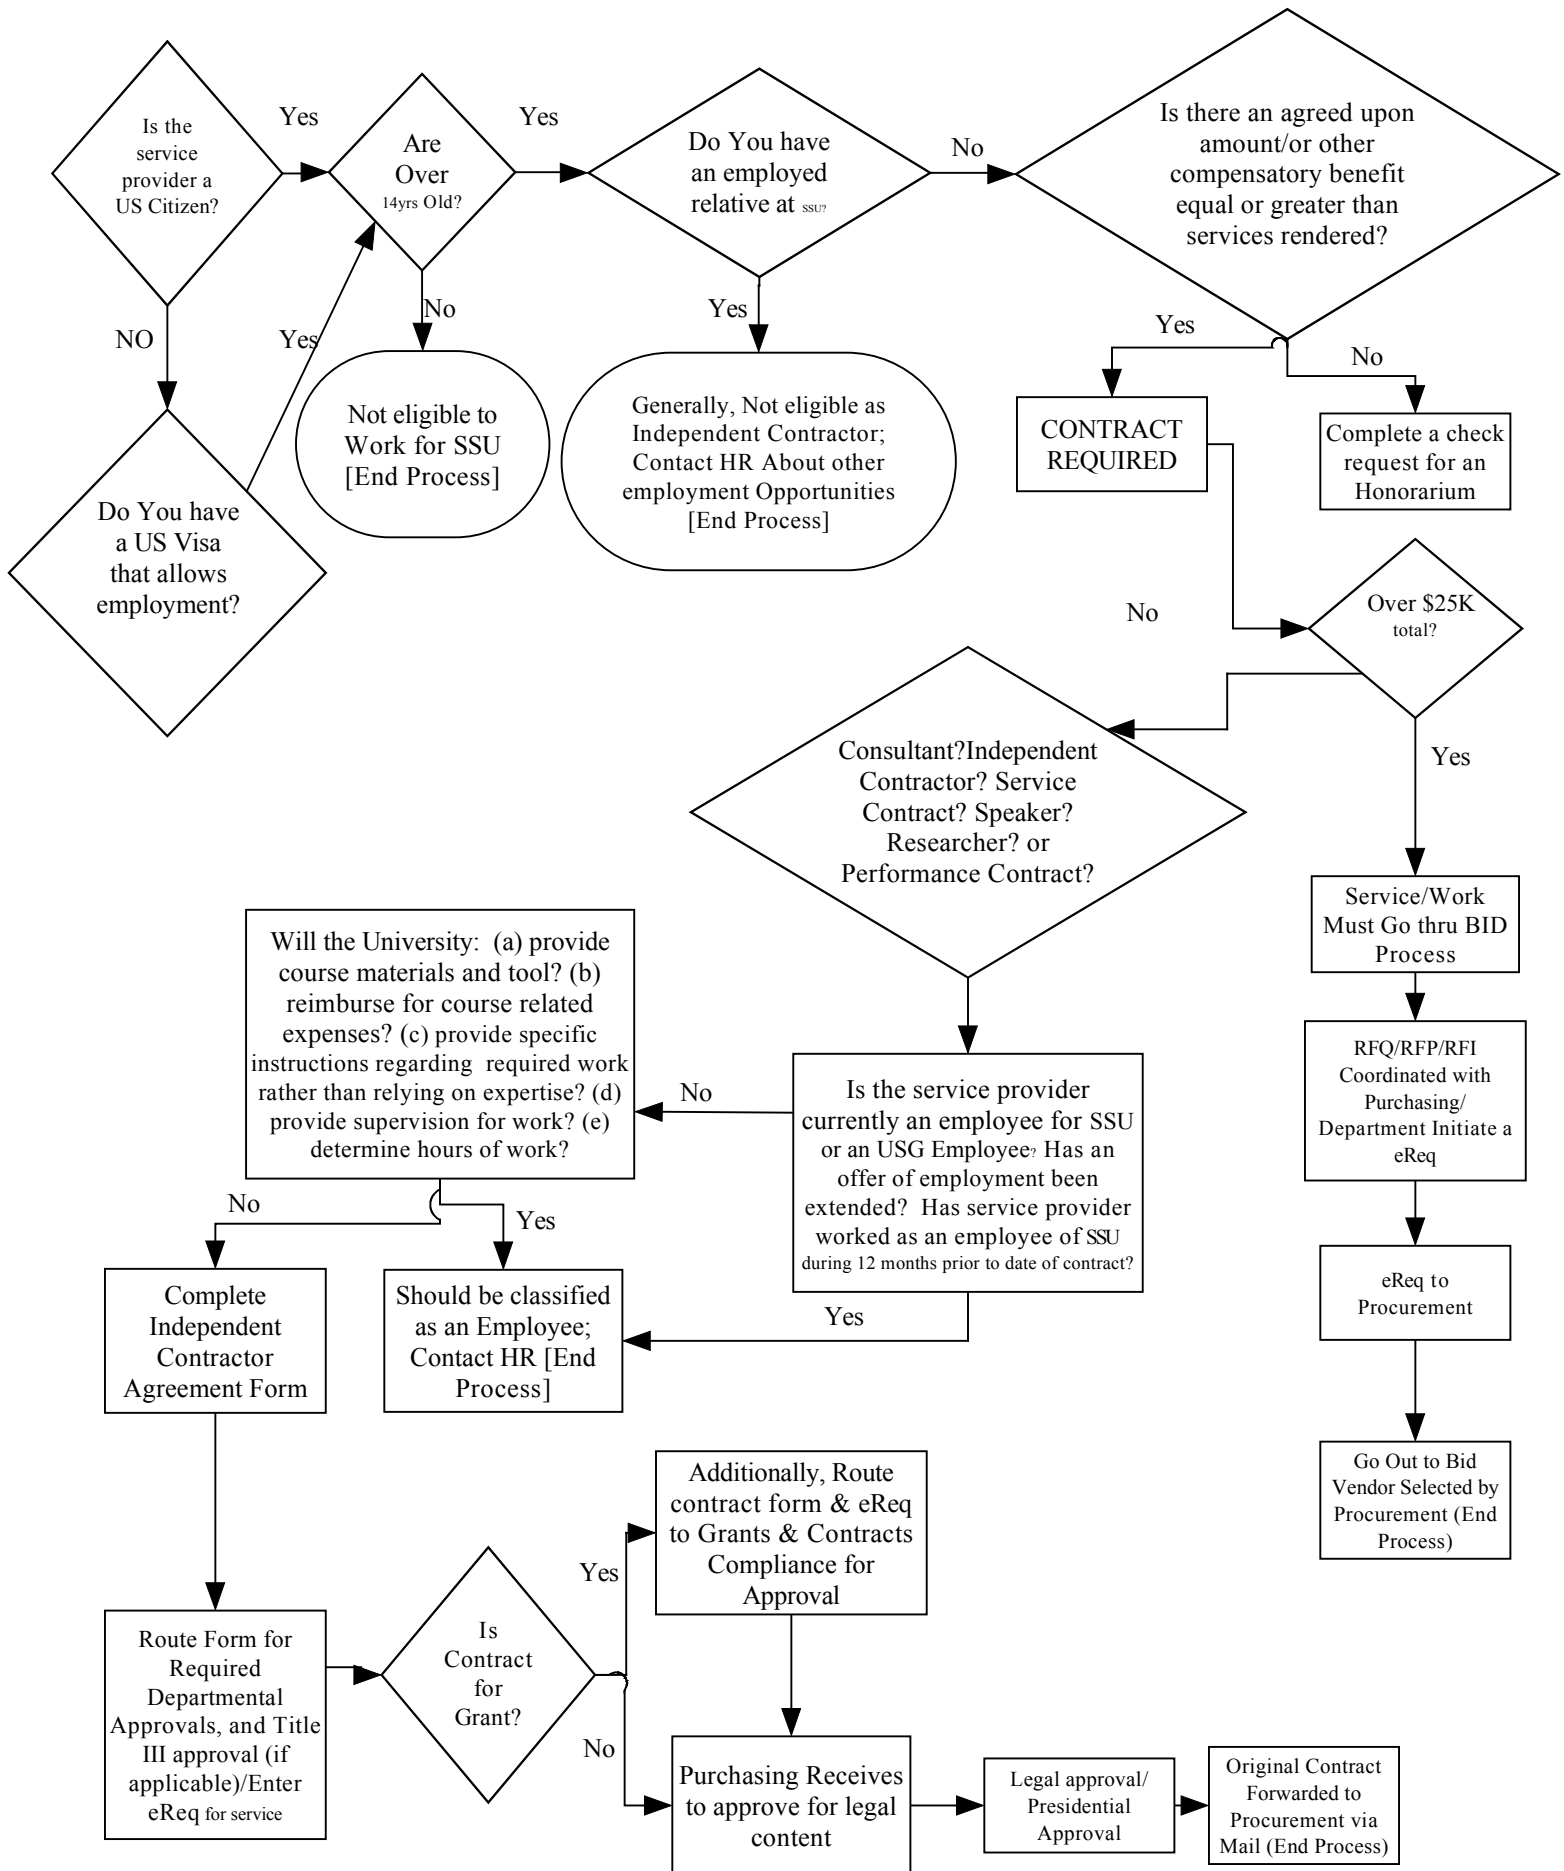 Is the
service
provider a
US Citizen?
Yes
Are
Over
14yrs Old?
Yes
Do You have
an employed
relative at SSU?
No
Is there an agreed upon
amount/or other
compensatory benefit
equal or greater than
services rendered?
NO
Yes
No
Yes
Yes
No
Do You have
a US Visa
that allows
employment?
Not eligible to
Work for SSU
[End Process]
Generally, Not eligible as
Independent Contractor;
Contact HR About other
employment Opportunities
[End Process]
CONTRACT
REQUIRED
Complete a check
request for an
Honorarium
Over $25K
total?
No
Yes
Consultant?Independent
Contractor? Service
Contract? Speaker?
Researcher? or
Performance Contract?
Service/Work
Must Go thru BID
Process
RFQ/RFP/RFI
Coordinated with
Purchasing/
Department Initiate a
eReq
eReq to
Procurement
Go Out to Bid
Vendor Selected by
Procurement (End
Process)
Will the University: (a) provide
course materials and tool? (b)
reimburse for course related
expenses? (c) provide specific
instructions regarding required work
rather than relying on expertise? (d)
provide supervision for work? (e)
determine hours of work?
No
Is the service provider
currently an employee for SSU
or an USG Employee? Has an
offer of employment been
extended? Has service provider
worked as an employee of SSU
during 12 months prior to date of contract?
No
Yes
Yes
Complete
Independent
Contractor
Agreement Form
Should be classified
as an Employee;
Contact HR [End
Process]
Route Form for
Required
Departmental
Approvals, and Title
III approval (if
applicable)/Enter
eReq for service
Is
Contract
for
Grant?
Yes
No
Additionally, Route
contract form & eReq
to Grants & Contracts
Compliance for
Approval
Purchasing Receives
to approve for legal
content
Legal approval/
Presidential
Approval
Original Contract
Forwarded to
Procurement via
Mail (End Process)